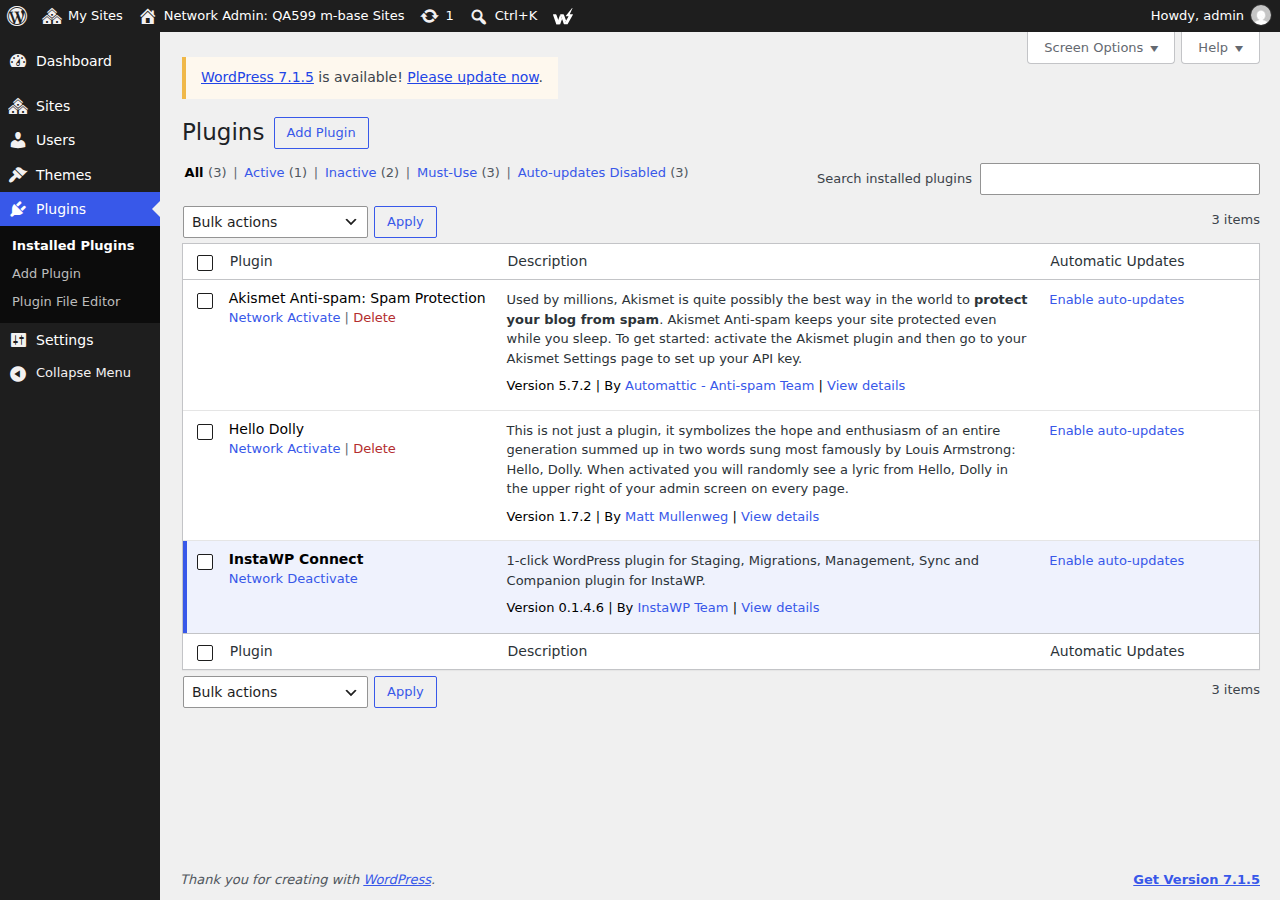 My Sites
Network Admin: QA599 m-base Sites
1
Ctrl+K
Howdy, admin
Dashboard
Sites
Users
Themes
Plugins
Installed Plugins
Add Plugin
Plugin File Editor
Settings
Collapse Menu
Screen Options
Help
WordPress 7.1.5 is available! Please update now.
Plugins
Add Plugin
All (3) | Active (1) | Inactive (2) | Must-Use (3) | Auto-updates Disabled (3)
Search installed plugins
Bulk actions
Apply
3 items
Plugin
Description
Automatic Updates
Akismet Anti-spam: Spam Protection
Network Activate | Delete
Used by millions, Akismet is quite possibly the best way in the world to protect
your blog from spam. Akismet Anti-spam keeps your site protected even
while you sleep. To get started: activate the Akismet plugin and then go to your
Akismet Settings page to set up your API key.
Version 5.7.2 | By Automattic - Anti-spam Team | View details
Enable auto-updates
Hello Dolly
Network Activate | Delete
This is not just a plugin, it symbolizes the hope and enthusiasm of an entire
generation summed up in two words sung most famously by Louis Armstrong:
Hello, Dolly. When activated you will randomly see a lyric from Hello, Dolly in
the upper right of your admin screen on every page.
Version 1.7.2 | By Matt Mullenweg | View details
Enable auto-updates
InstaWP Connect
Network Deactivate
1-click WordPress plugin for Staging, Migrations, Management, Sync and
Companion plugin for InstaWP.
Version 0.1.4.6 | By InstaWP Team | View details
Enable auto-updates
Plugin
Description
Automatic Updates
Bulk actions
Apply
3 items
Thank you for creating with WordPress.
Get Version 7.1.5